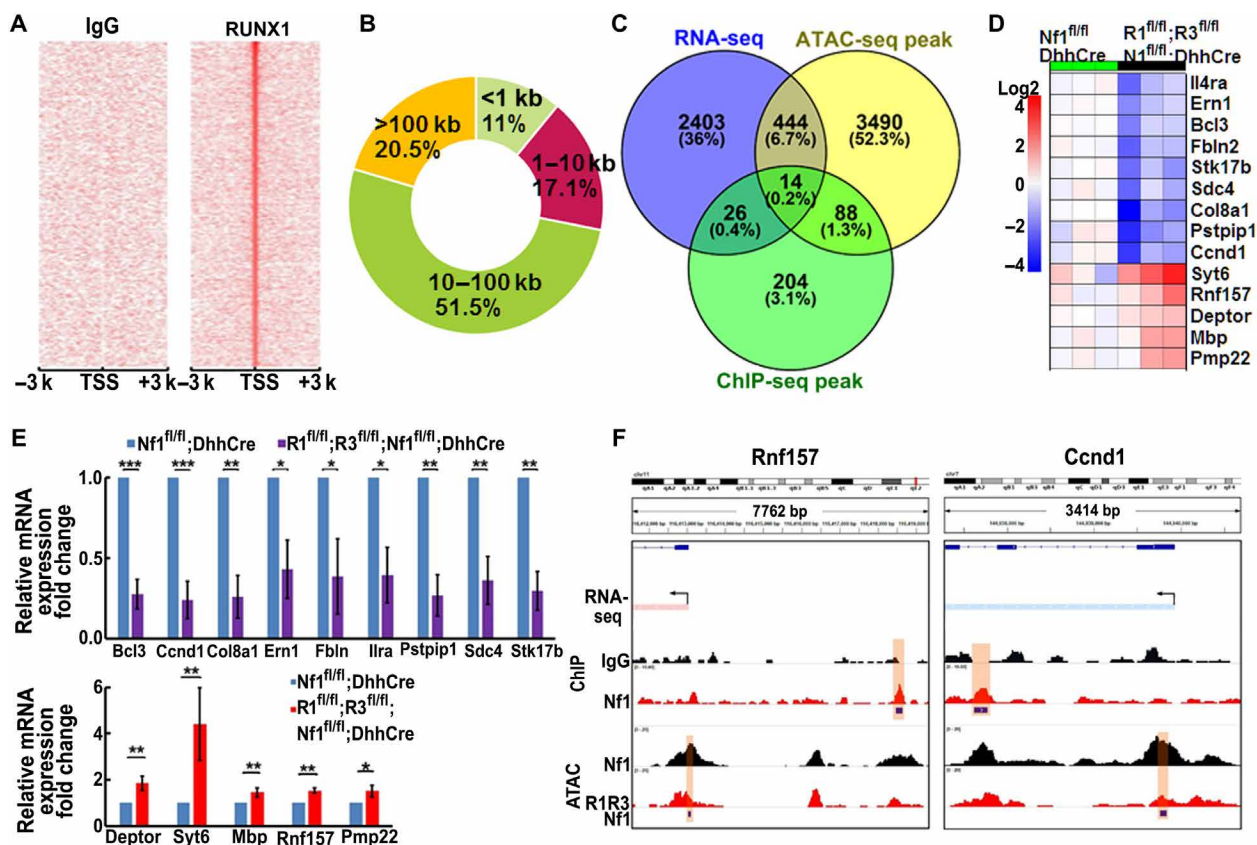 A
IgG
RUNX1
−3 k TSS +3 k
−3 k TSS +3 k
B
<1 kb
11%
1–10 kb
17.1%
10–100 kb
51.5%
>100 kb
20.5%
C
RNA-seq
ATAC-seq peak
2403
(36%)
444
(6.7%)
3490
(52.3%)
14
(0.2%)
26
(0.4%)
88
(1.3%)
204
(3.1%)
ChIP-seq peak
D
Nf1fl/fl
DhhCre
R1fl/fl;R3fl/fl
N1fl/fl;DhhCre
Log2
4
2
0
−2
−4
Il4ra
Ern1
Bcl3
Fbln2
Stk17b
Sdc4
Col8a1
Pstpip1
Ccnd1
Syt6
Rnf157
Deptor
Mbp
Pmp22
E
Nf1fl/fl;DhhCre
R1fl/fl;R3fl/fl;Nf1fl/fl;DhhCre
Relative mRNA
expression
fold change
1.0
0.5
0.0
*** *** ** * * * ** ** **
Bcl3 Ccnd1 Col8a1 Ern1 Fbln Ilra Pstpip1 Sdc4 Stk17b
Nf1fl/fl;DhhCre
R1fl/fl;R3fl/fl;
Nf1fl/fl;DhhCre
Relative mRNA
expression
fold change
6
4
2
0
** ** ** ** *
Deptor Syt6 Mbp Rnf157 Pmp22
F
Rnf157
Ccnd1
chr11
chr7
7762 bp
3414 bp
RNA-
seq
ChIP
IgG
Nf1
ATAC
Nf1
R1R3
Nf1